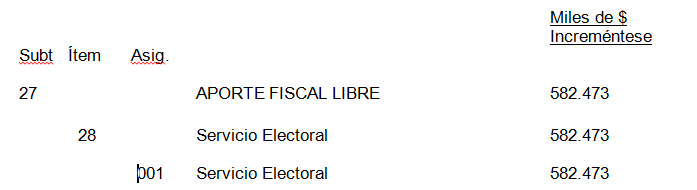 Miles de $
Increméntese
Subt Ítem Asig.
27 APORTE FISCAL LIBRE 582.473
28 Servicio Electoral 582.473
001 Servicio Electoral 582.473